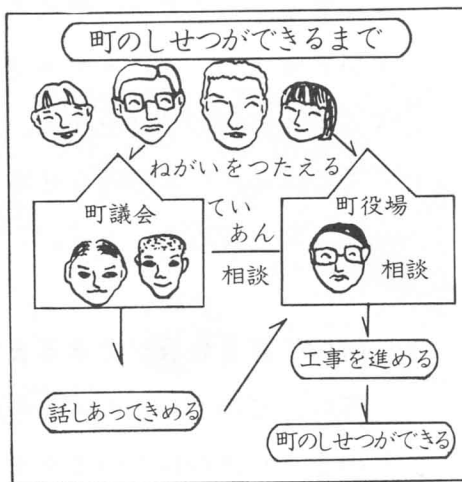 町のしせつができるまで
ねがいをつたえる
町議会
てい
あん
相談
町役場
相談
話しあってきめる
工事を進める
町のしせつができる